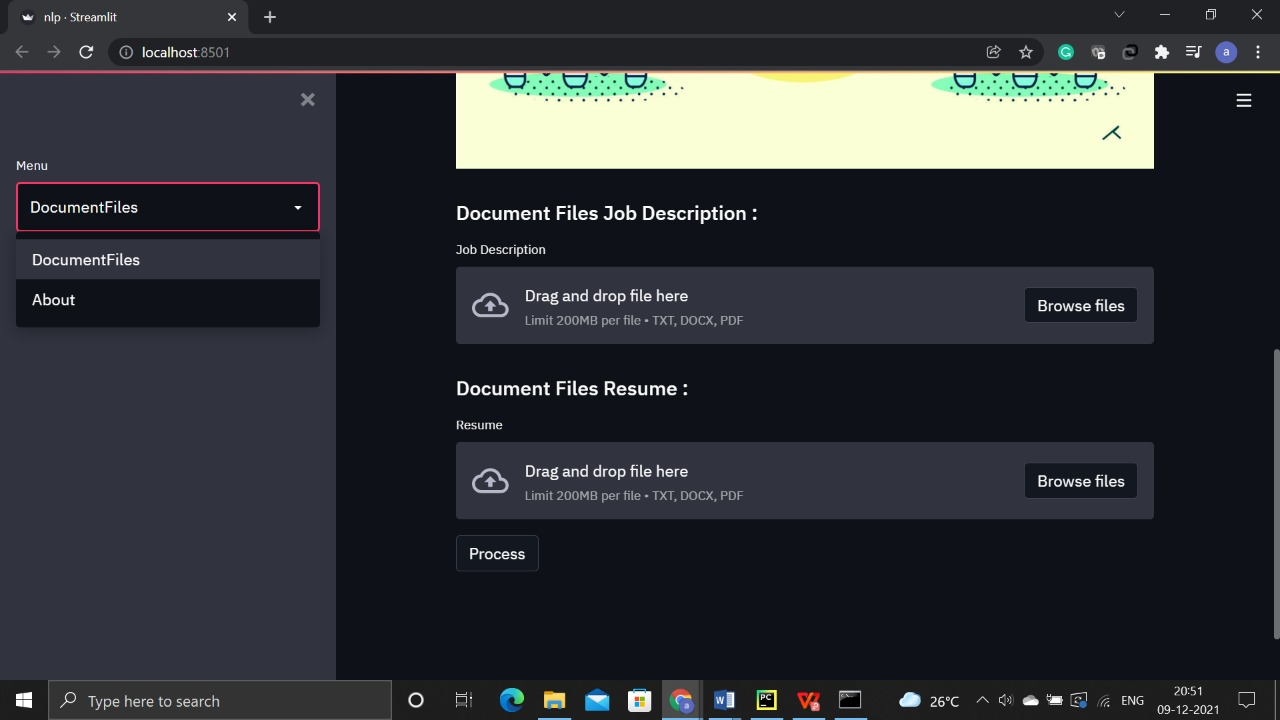 nlp · Streamlit
localhost:8501
a
Menu
DocumentFiles
DocumentFiles
About
Document Files Job Description :
Job Description
Drag and drop file here
Limit 200MB per file • TXT, DOCX, PDF
Browse files
Document Files Resume :
Resume
Drag and drop file here
Limit 200MB per file • TXT, DOCX, PDF
Browse files
Process
Type here to search
26°C
ENG
20:51
09-12-2021